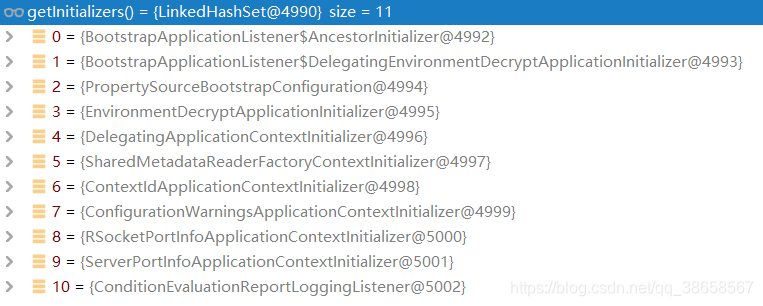 getInitializers() = {LinkedHashSet@4990} size = 11
0 = {BootstrapApplicationListener$AncestorInitializer@4992}
1 = {BootstrapApplicationListener$DelegatingEnvironmentDecryptApplicationInitializer@4993}
2 = {PropertySourceBootstrapConfiguration@4994}
3 = {EnvironmentDecryptApplicationInitializer@4995}
4 = {DelegatingApplicationContextInitializer@4996}
5 = {SharedMetadataReaderFactoryContextInitializer@4997}
6 = {ContextIdApplicationContextInitializer@4998}
7 = {ConfigurationWarningsApplicationContextInitializer@4999}
8 = {RSocketPortInfoApplicationContextInitializer@5000}
9 = {ServerPortInfoApplicationContextInitializer@5001}
10 = {ConditionEvaluationReportLoggingListener@5002}
https://blog.csdn.net/qq_38658567